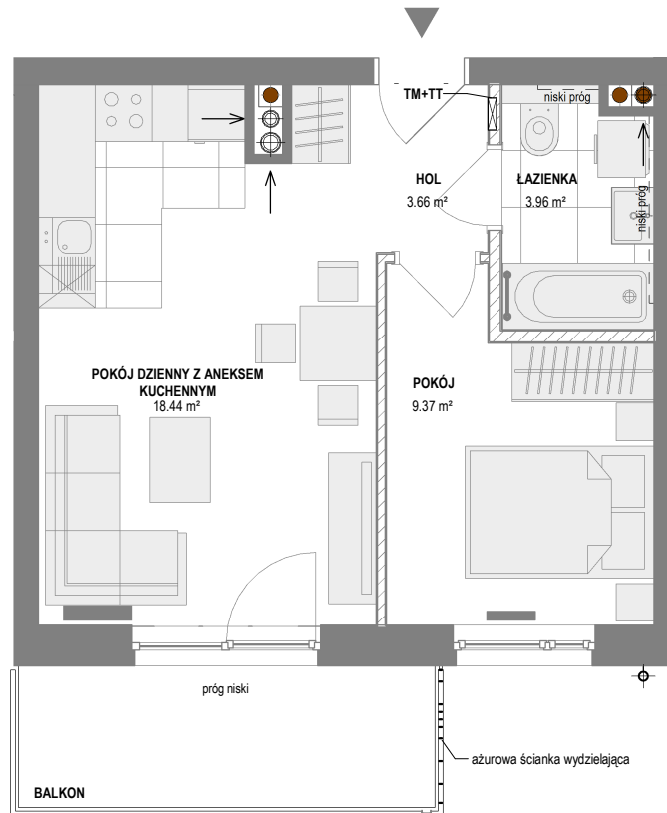 TM+TT
niski próg
HOL
3.66 m²
ŁAZIENKA
3.96 m²
niski próg
POKÓJ DZIENNY Z ANEKSEM
KUCHENNYM
18.44 m²
POKÓJ
9.37 m²
próg niski
ażurowa ścianka wydzielająca
BALKON